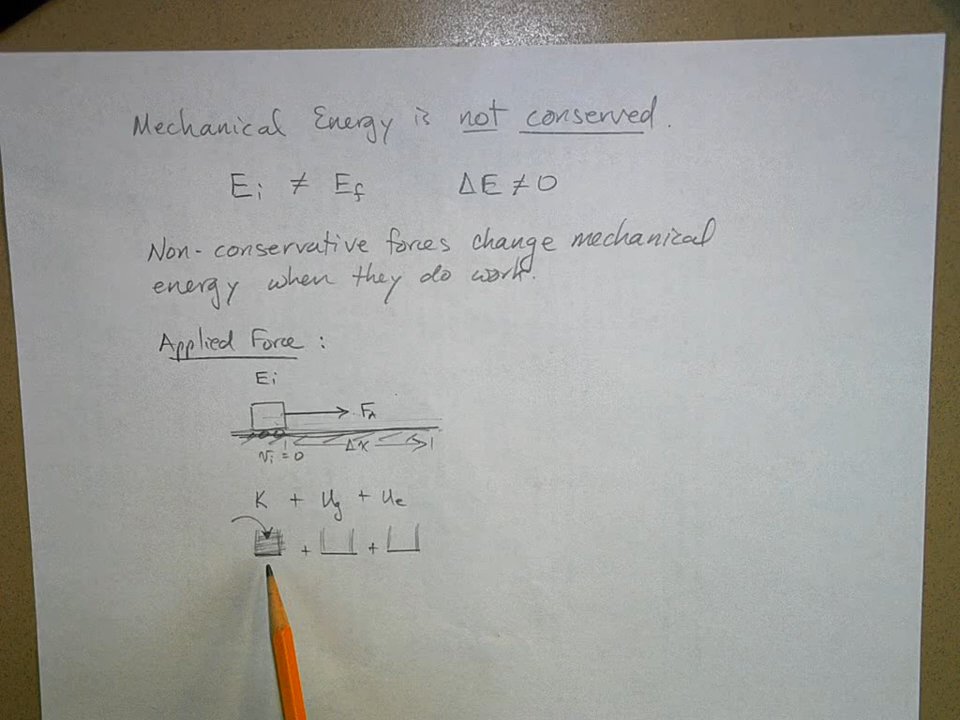 Mechanical Energy is not conserved.
Ei ≠ Ef ΔE ≠ 0
Non-conservative forces change mechanical
energy when they do work.
Applied Force :
Ei
FA
Δx
vi = 0
K + Ug + Ue
+ +